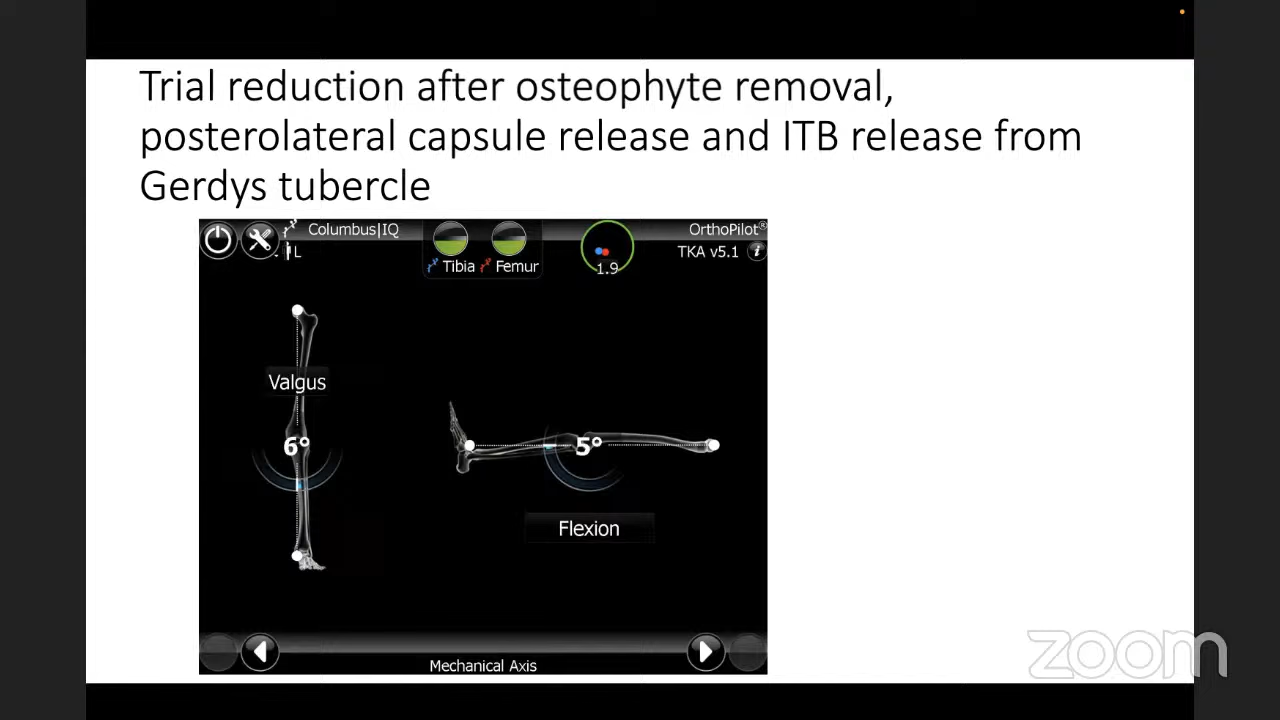 Trial reduction after osteophyte removal,
posterolateral capsule release and ITB release from
Gerdys tubercle
Columbus|IQ
L
Tibia
Femur
1.9
OrthoPilot®
TKA v5.1
i
Valgus
6°
5°
Flexion
Mechanical Axis
zoom